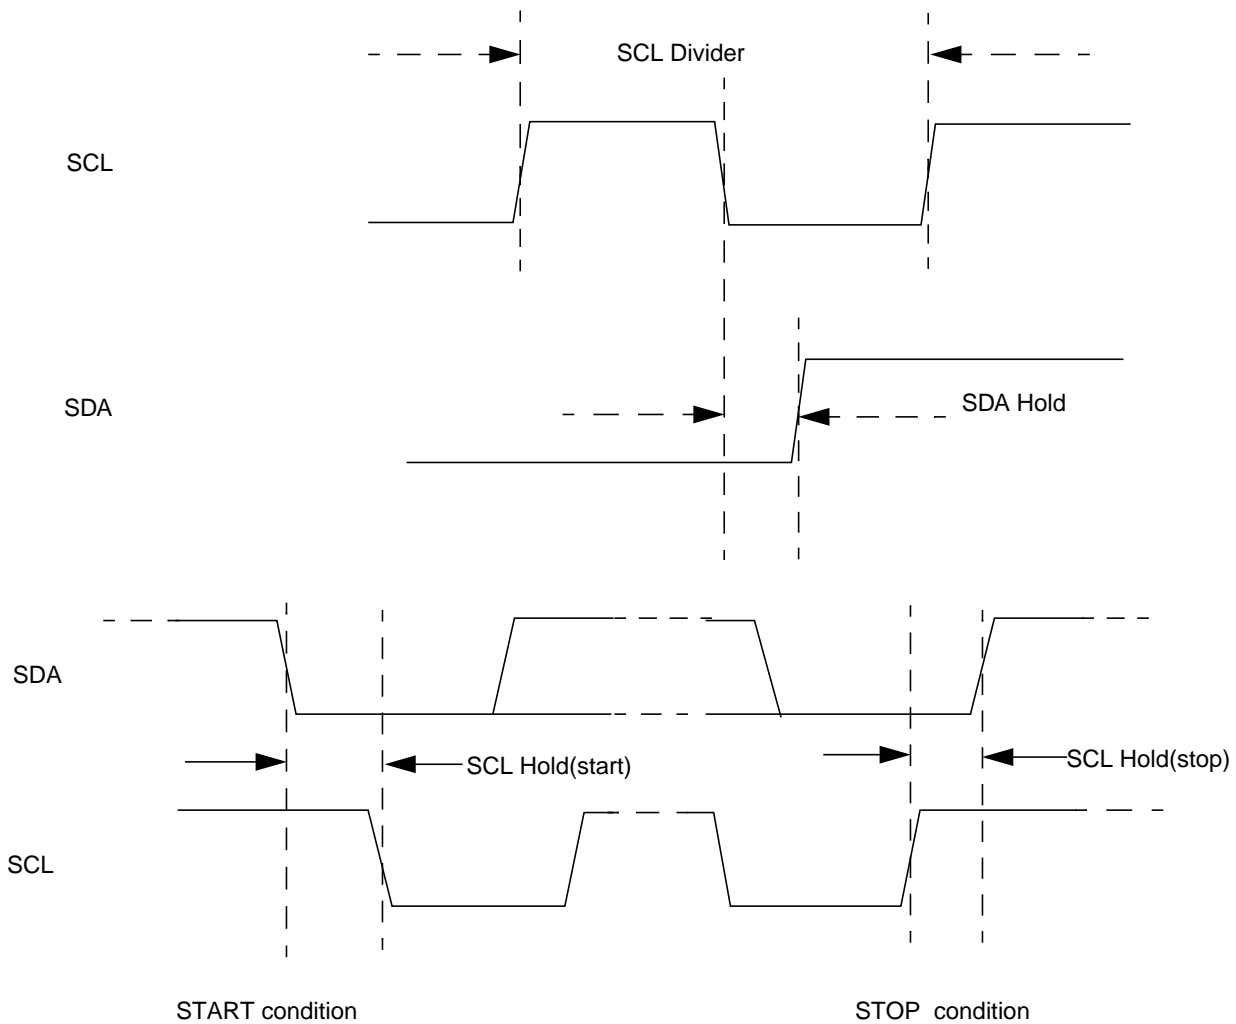 SCL Divider
SCL
SDA
SDA Hold
SDA
SCL Hold(start)
SCL Hold(stop)
SCL
START condition
STOP condition